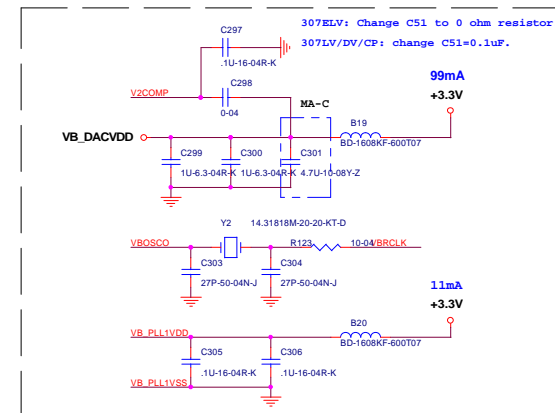 307ELV: Change C51 to 0 ohm resistor
307LV/DV/CP: change C51=0.1uF.
C297
.1U-16-04R-K
V2COMP
C298
0-04
MA-C
99mA
+3.3V
VB_DACVDD
B19
BD-1608KF-600T07
C299
1U-6.3-04R-K
C300
1U-6.3-04R-K
C301
4.7U-10-08Y-Z
Y2 14.31818M-20-20-KT-D
VBOSCO
R123
10-04
VBRCLK
C303
27P-50-04N-J
C304
27P-50-04N-J
11mA
+3.3V
B20
BD-1608KF-600T07
VB_PLL1VDD
C305
.1U-16-04R-K
C306
.1U-16-04R-K
VB_PLL1VSS